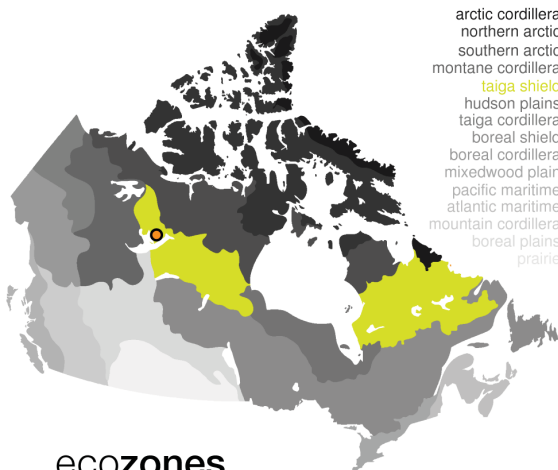 arctic cordillera
northern arctic
southern arctic
montane cordillera
taiga shield
hudson plains
taiga cordillera
boreal shield
boreal cordillera
mixedwood plain
pacific maritime
atlantic maritime
mountain cordillera
boreal plains
prairie
ecozones